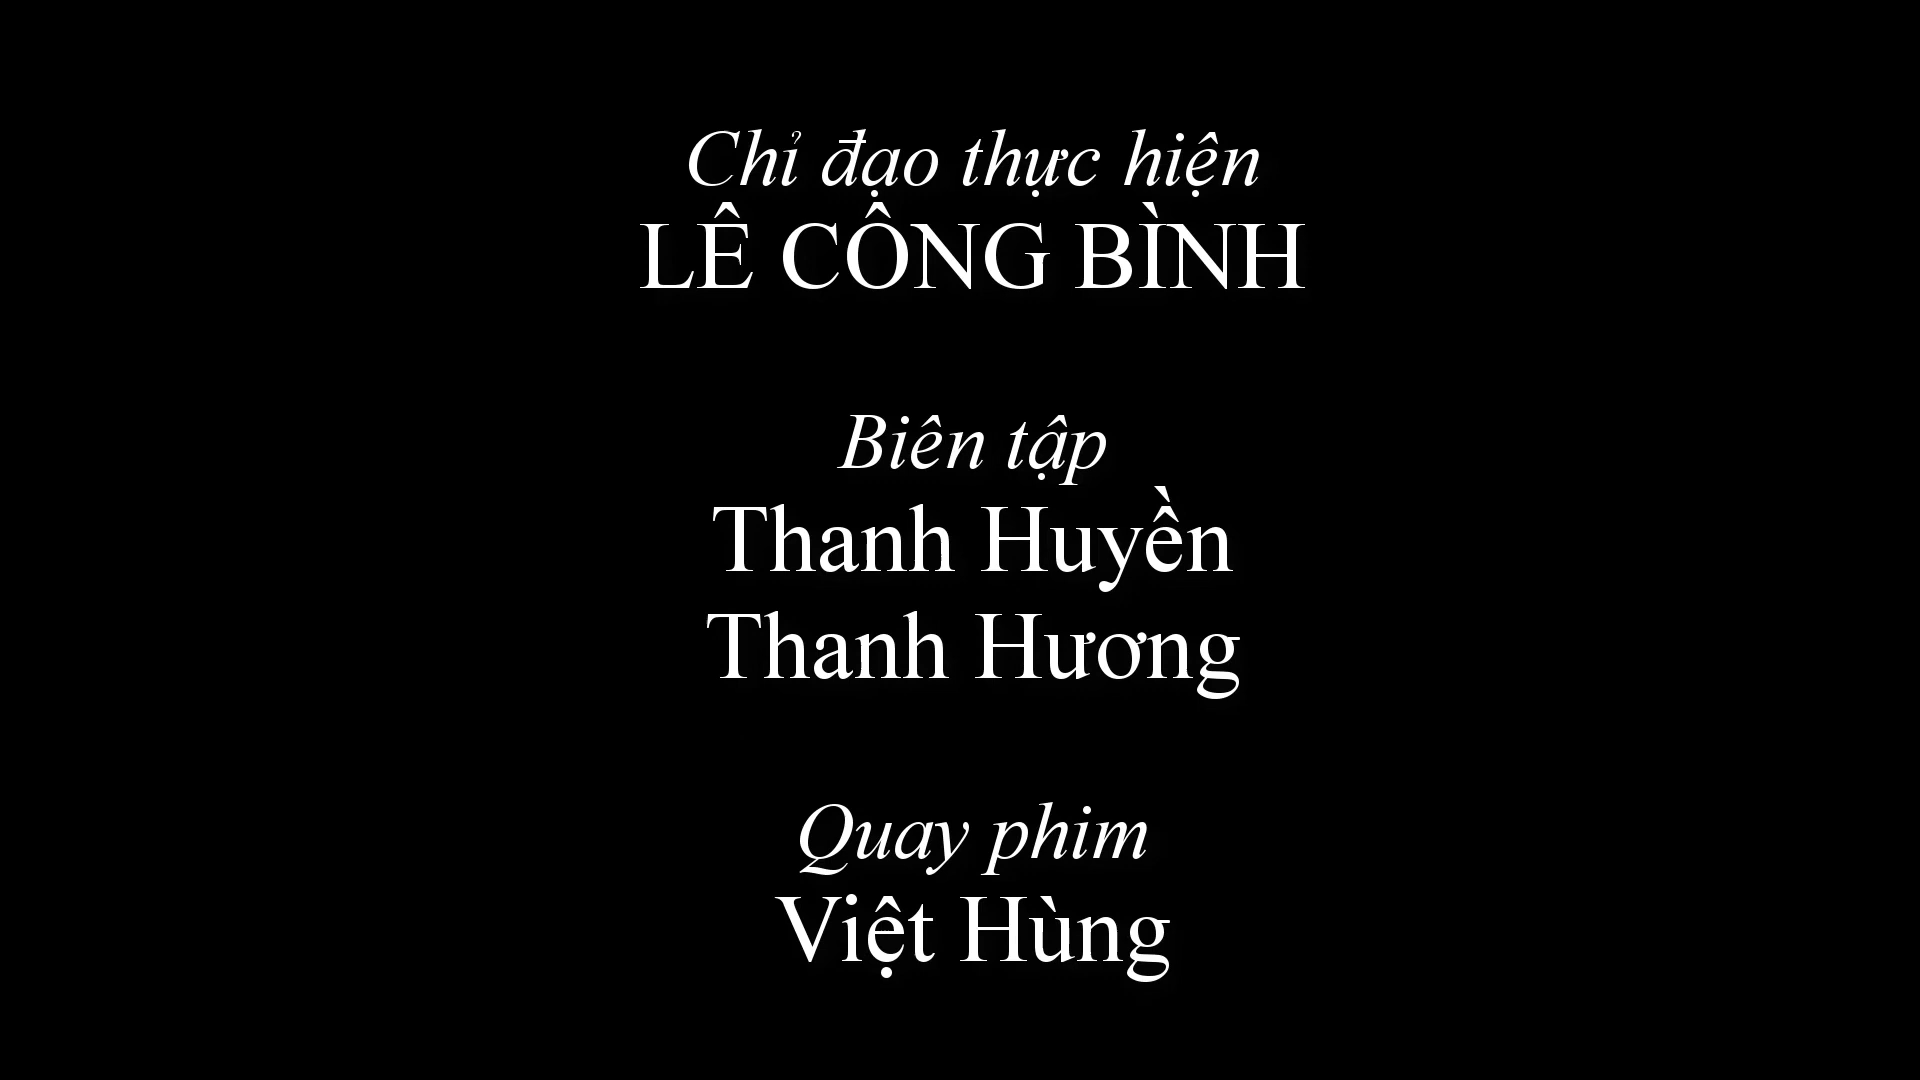 Chỉ đạo thực hiện
LÊ CÔNG BÌNH
Biên tập
Thanh Huyền
Thanh Hương
Quay phim
Việt Hùng